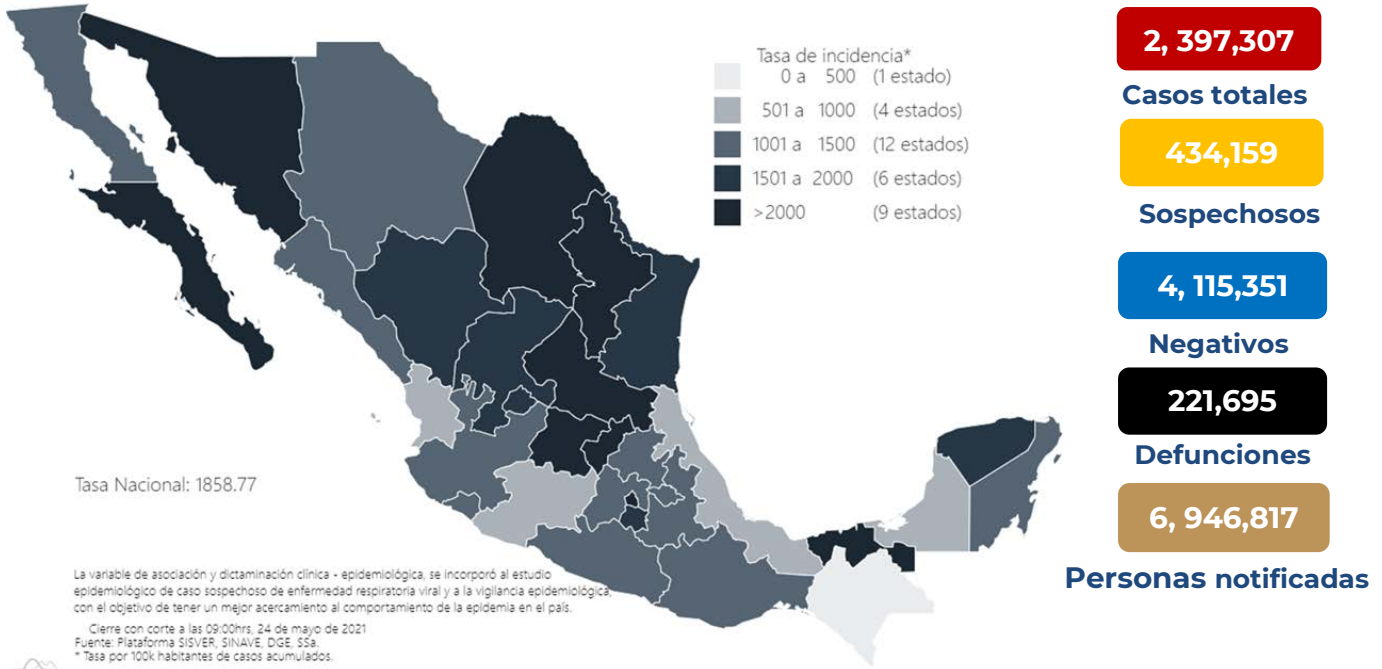 Tasa de incidencia*
0 a 500 (1 estado)
501 a 1000 (4 estados)
1001 a 1500 (12 estados)
1501 a 2000 (6 estados)
>2000 (9 estados)
Tasa Nacional: 1858.77
La variable de asociación y dictaminación clínica - epidemiológica, se incorporó al estudio
epidemiológico de caso sospechoso de enfermedad respiratoria viral y a la vigilancia epidemiológica,
con el objetivo de tener un mejor acercamiento al comportamiento de la epidemia en el país.
Cierre con corte a las 09:00hrs, 24 de mayo de 2021
Fuente: Plataforma SISVER, SINAVE, DGE, SSa.
* Tasa por 100k habitantes de casos acumulados.
2, 397,307
Casos totales
434,159
Sospechosos
4, 115,351
Negativos
221,695
Defunciones
6, 946,817
Personas notificadas